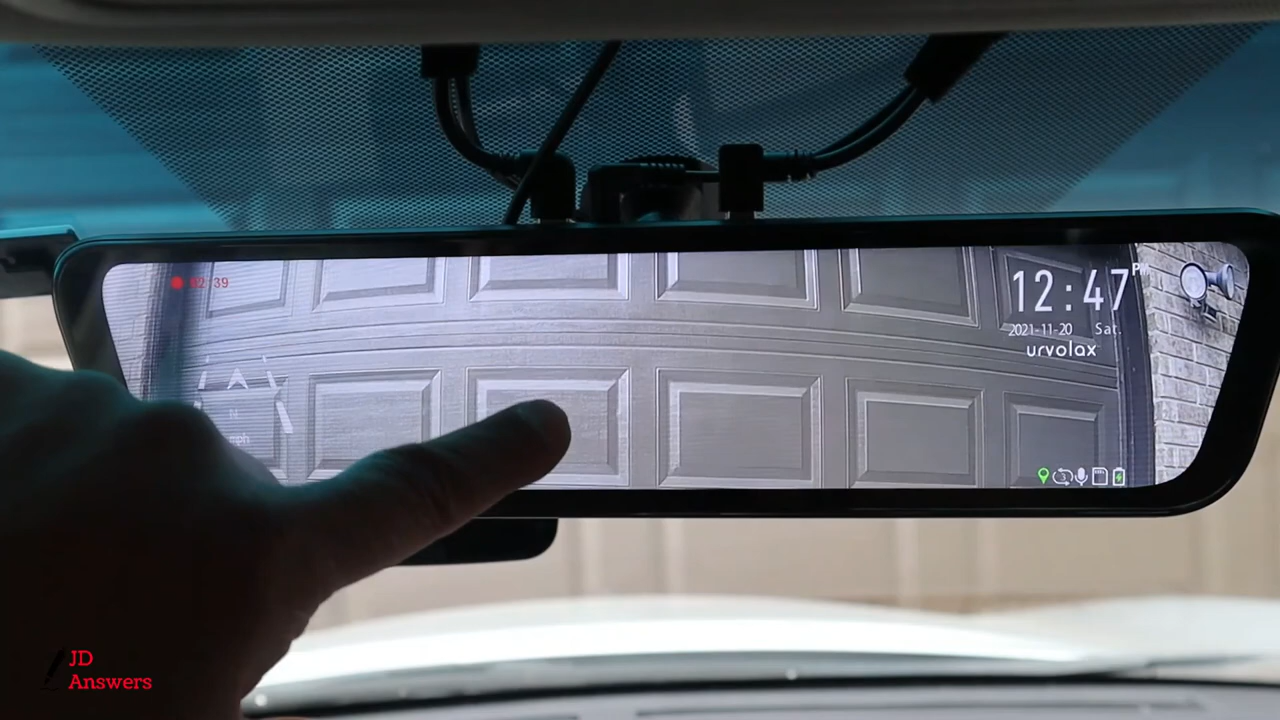 02:39
12:47 PM
2021-11-20 Sat.
urvolax
mph
JD
Answers